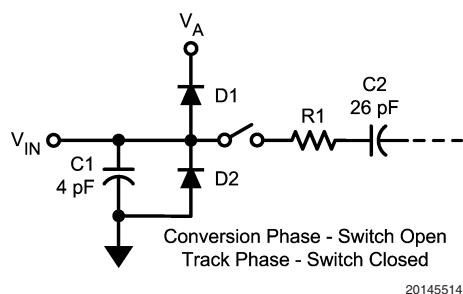 VA
D1
C2
26 pF
R1
VIN
C1
4 pF
D2
Conversion Phase - Switch Open
Track Phase - Switch Closed
20145514